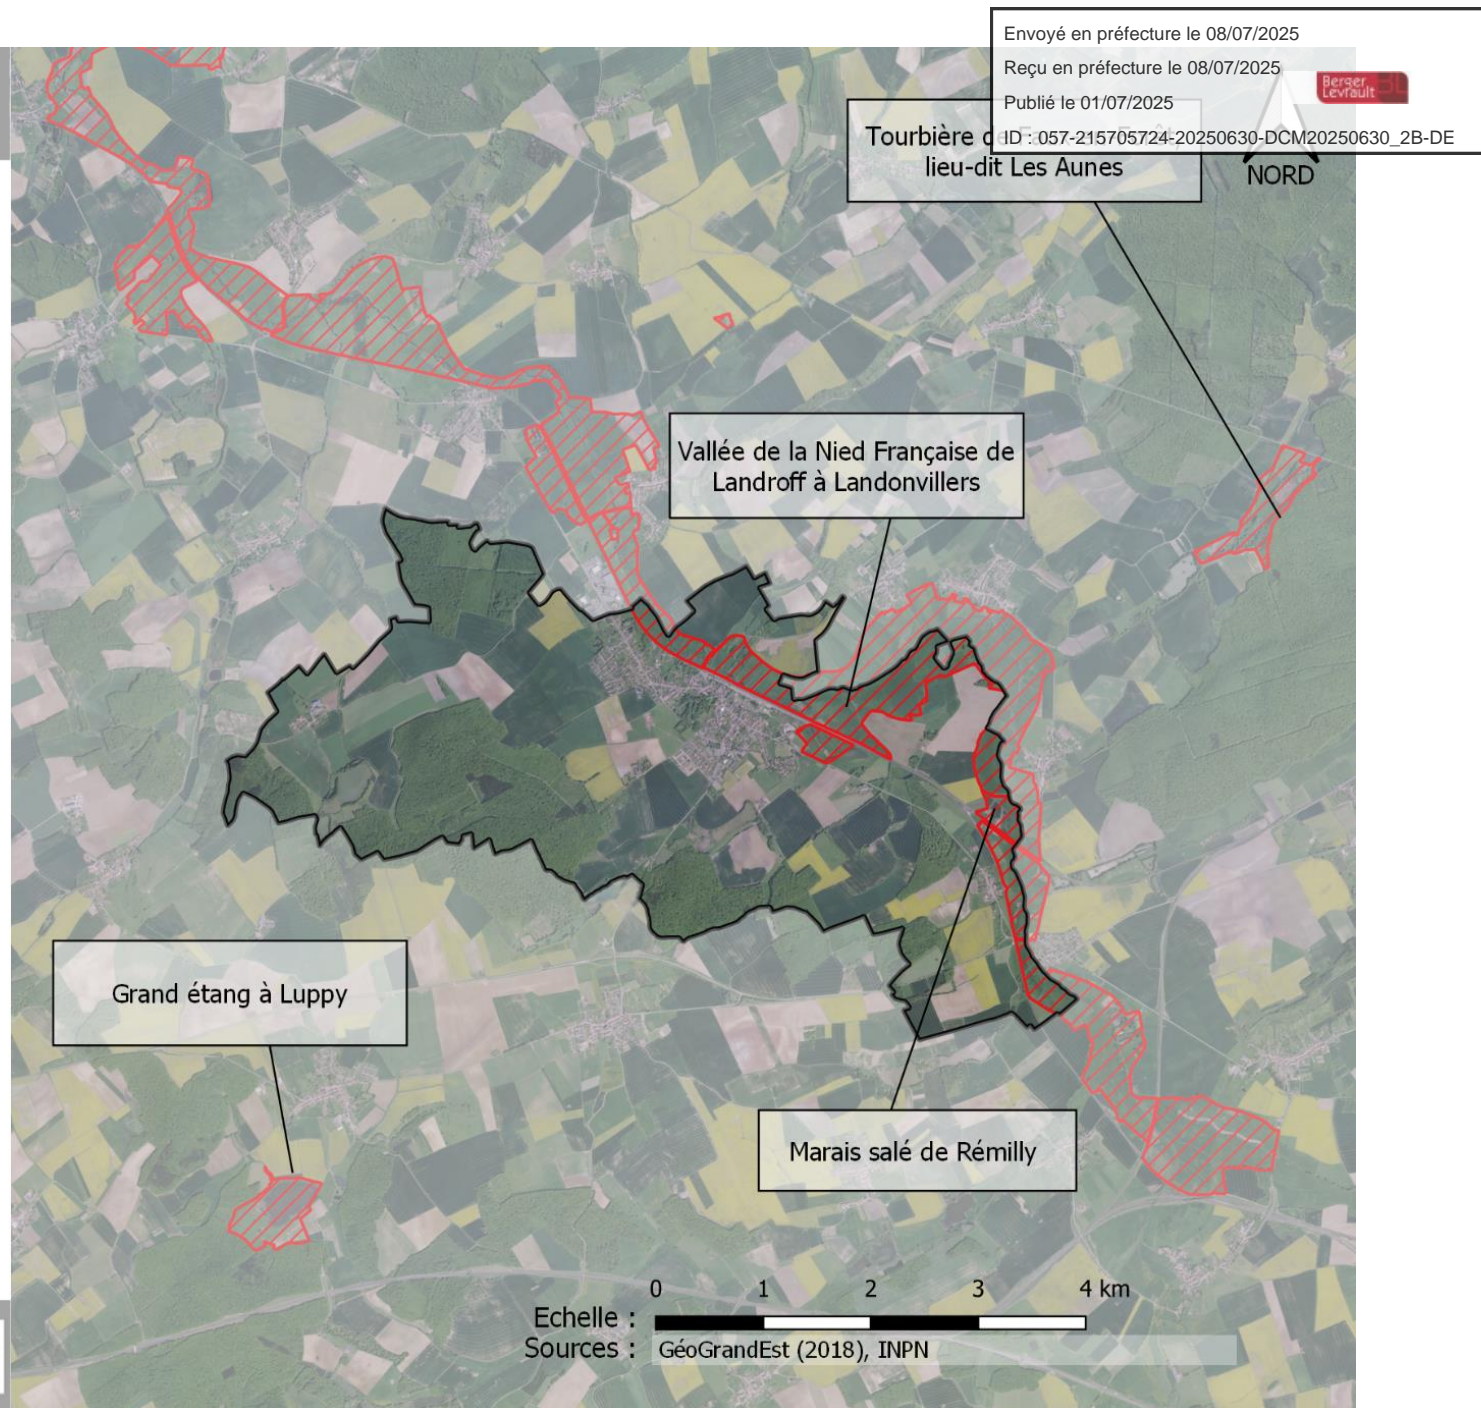 Envoyé en préfecture le 08/07/2025
Reçu en préfecture le 08/07/2025
Publié le 01/07/2025
ID : 057-215705724-20250630-DCM20250630_2B-DE
Berger
Levrault
Tourbière
lieu-dit Les Aunes
NORD
Vallée de la Nied Française de
Landroff à Landonvillers
Grand étang à Luppy
Marais salé de Rémilly
0 1 2 3 4 km
Echelle :
Sources : GéoGrandEst (2018), INPN